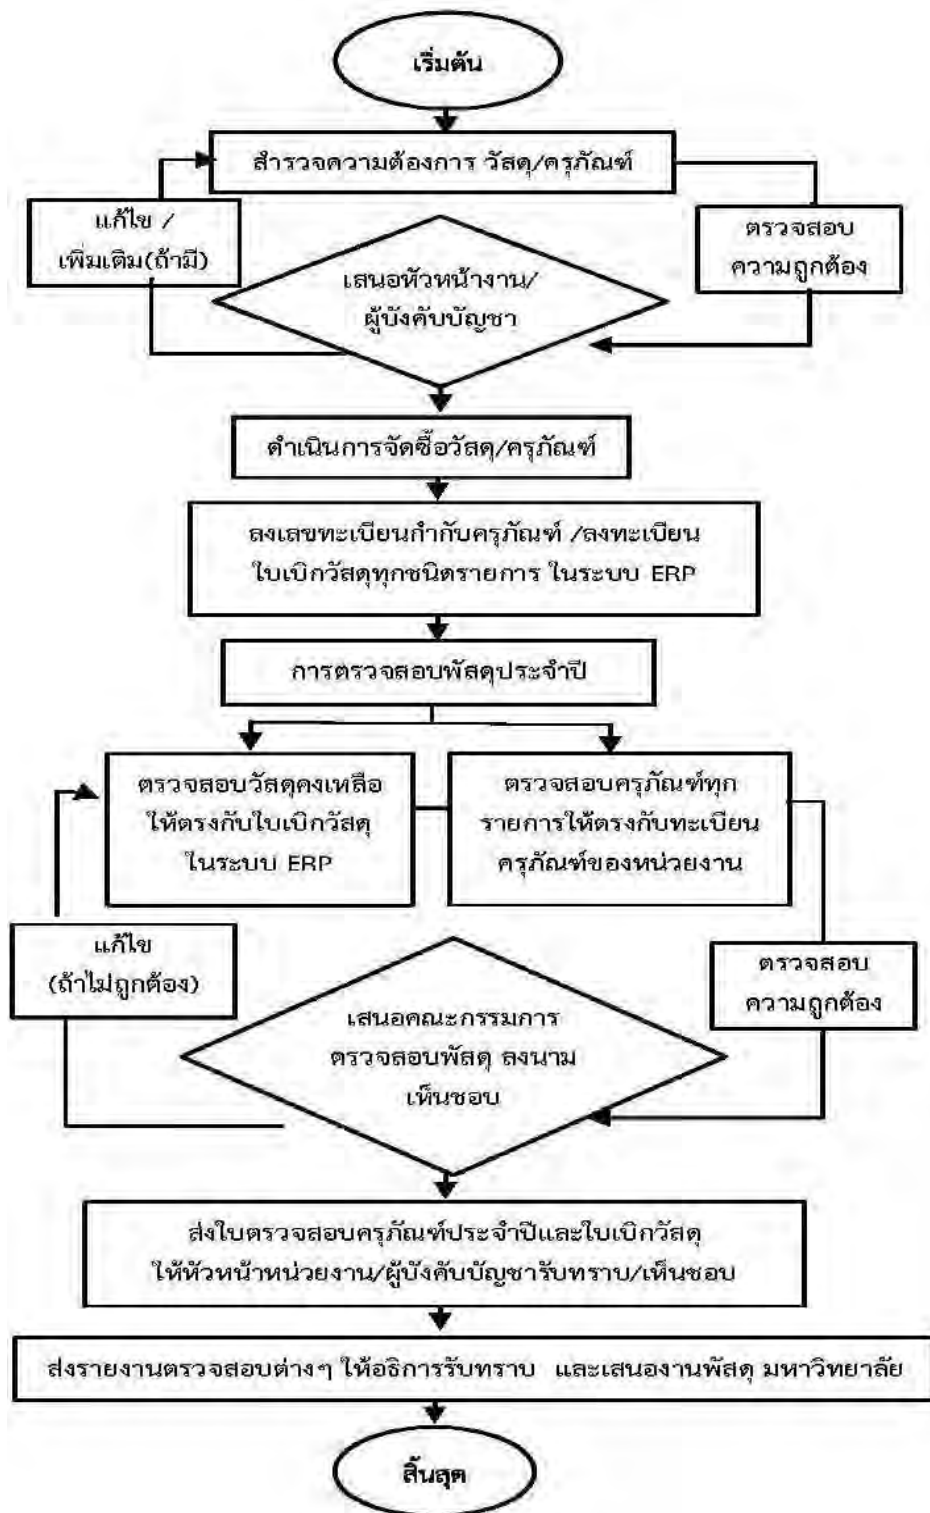 เริ่มต้น
สำรวจความต้องการ วัสดุ/ครุภัณฑ์
แก้ไข /
เพิ่มเติม(ถ้ามี)
ตรวจสอบ
ความถูกต้อง
เสนอหัวหน้างาน/
ผู้บังคับบัญชา
ดำเนินการจัดซื้อวัสดุ/ครุภัณฑ์
ลงเลขทะเบียนกำกับครุภัณฑ์ /ลงทะเบียน
ใบเบิกวัสดุทุกชนิดรายการ ในระบบ ERP
การตรวจสอบพัสดุประจำปี
ตรวจสอบวัสดุคงเหลือ
ให้ตรงกับใบเบิกวัสดุ
ในระบบ ERP
ตรวจสอบครุภัณฑ์ทุก
รายการให้ตรงกับทะเบียน
ครุภัณฑ์ของหน่วยงาน
แก้ไข
(ถ้าไม่ถูกต้อง)
ตรวจสอบ
ความถูกต้อง
เสนอคณะกรรมการ
ตรวจสอบพัสดุ ลงนาม
เห็นชอบ
ส่งใบตรวจสอบครุภัณฑ์ประจำปีและใบเบิกวัสดุ
ให้หัวหน้าหน่วยงาน/ผู้บังคับบัญชารับทราบ/เห็นชอบ
ส่งรายงานตรวจสอบต่างๆ ให้อธิการรับทราบ และเสนองานพัสดุ มหาวิทยาลัย
สิ้นสุด